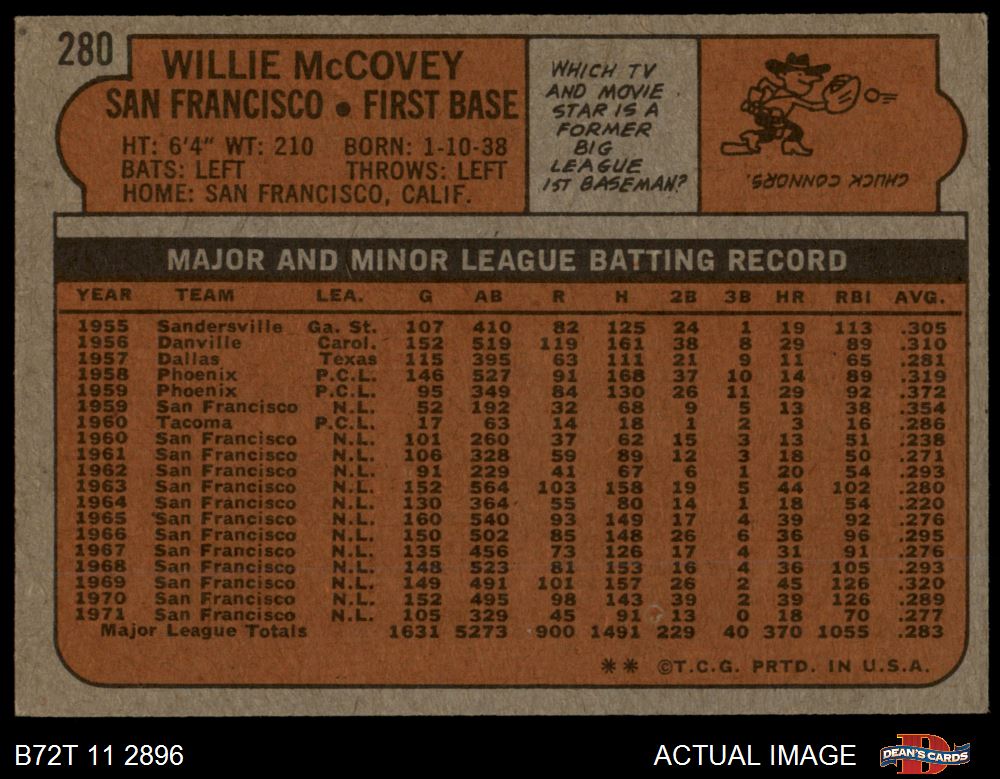 280
WILLIE McCOVEY
SAN FRANCISCO • FIRST BASE
HT: 6'4" WT: 210 BORN: 1-10-38
BATS: LEFT THROWS: LEFT
HOME: SAN FRANCISCO, CALIF.
WHICH TV
AND MOVIE
STAR IS A
FORMER
BIG
LEAGUE
1ST BASEMAN?
CHUCK CONNORS.
MAJOR AND MINOR LEAGUE BATTING RECORD
YEAR TEAM LEA. G AB R H 2B 3B HR RBI AVG.
1955 Sandersville Ga. St. 107 410 82 125 24 1 19 113 .305
1956 Danville Carol. 152 519 119 161 38 8 29 89 .310
1957 Dallas Texas 115 395 63 111 21 9 11 65 .281
1958 Phoenix P.C.L. 146 527 91 168 37 10 14 89 .319
1959 Phoenix P.C.L. 95 349 84 130 26 11 29 92 .372
1959 San Francisco N.L. 52 192 32 68 9 5 13 38 .354
1960 Tacoma P.C.L. 17 63 14 18 1 2 3 16 .286
1960 San Francisco N.L. 101 260 37 62 15 3 13 51 .238
1961 San Francisco N.L. 106 328 59 89 12 3 18 50 .271
1962 San Francisco N.L. 91 229 41 67 6 1 20 54 .293
1963 San Francisco N.L. 152 564 103 158 19 5 44 102 .280
1964 San Francisco N.L. 130 364 55 80 14 1 18 54 .220
1965 San Francisco N.L. 160 540 93 149 17 4 39 92 .276
1966 San Francisco N.L. 150 502 85 148 26 6 36 96 .295
1967 San Francisco N.L. 135 456 73 126 17 4 31 91 .276
1968 San Francisco N.L. 148 523 81 153 16 4 36 105 .293
1969 San Francisco N.L. 149 491 101 157 26 2 45 126 .320
1970 San Francisco N.L. 152 495 98 143 39 2 39 126 .289
1971 San Francisco N.L. 105 329 45 91 13 0 18 70 .277
Major League Totals 1631 5273 900 1491 229 40 370 1055 .283
** ©T.C.G. PRTD. IN U.S.A.
B72T 11 2896 ACTUAL IMAGE DEAN'S CARDS